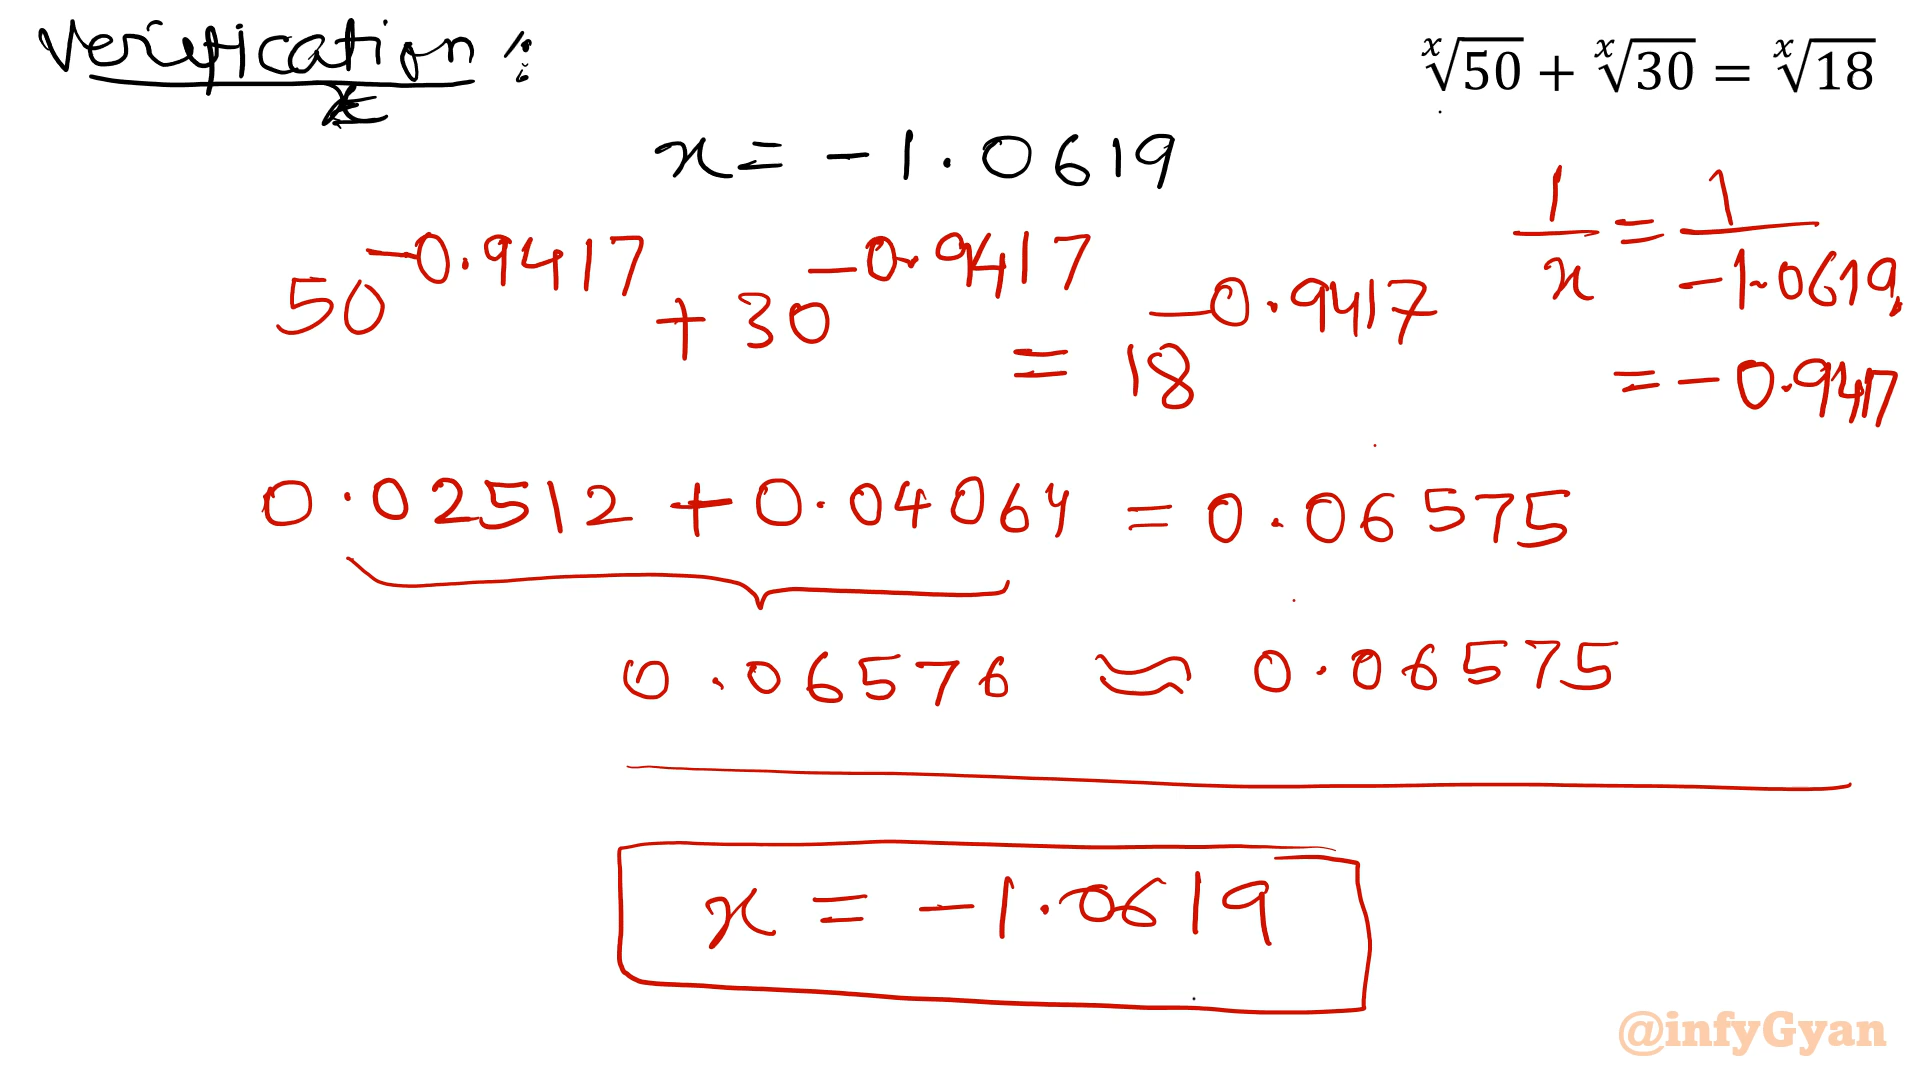 Verification :
ˣ√50 + ˣ√30 = ˣ√18
x = -1.0619
1/x = 1/-1.0619
50^-0.9417 + 30^-0.9417 = 18^-0.9417
= -0.9417
0.02512 + 0.04064 = 0.06575
0.06576 ≈ 0.06575
x = -1.0619
@infyGyan